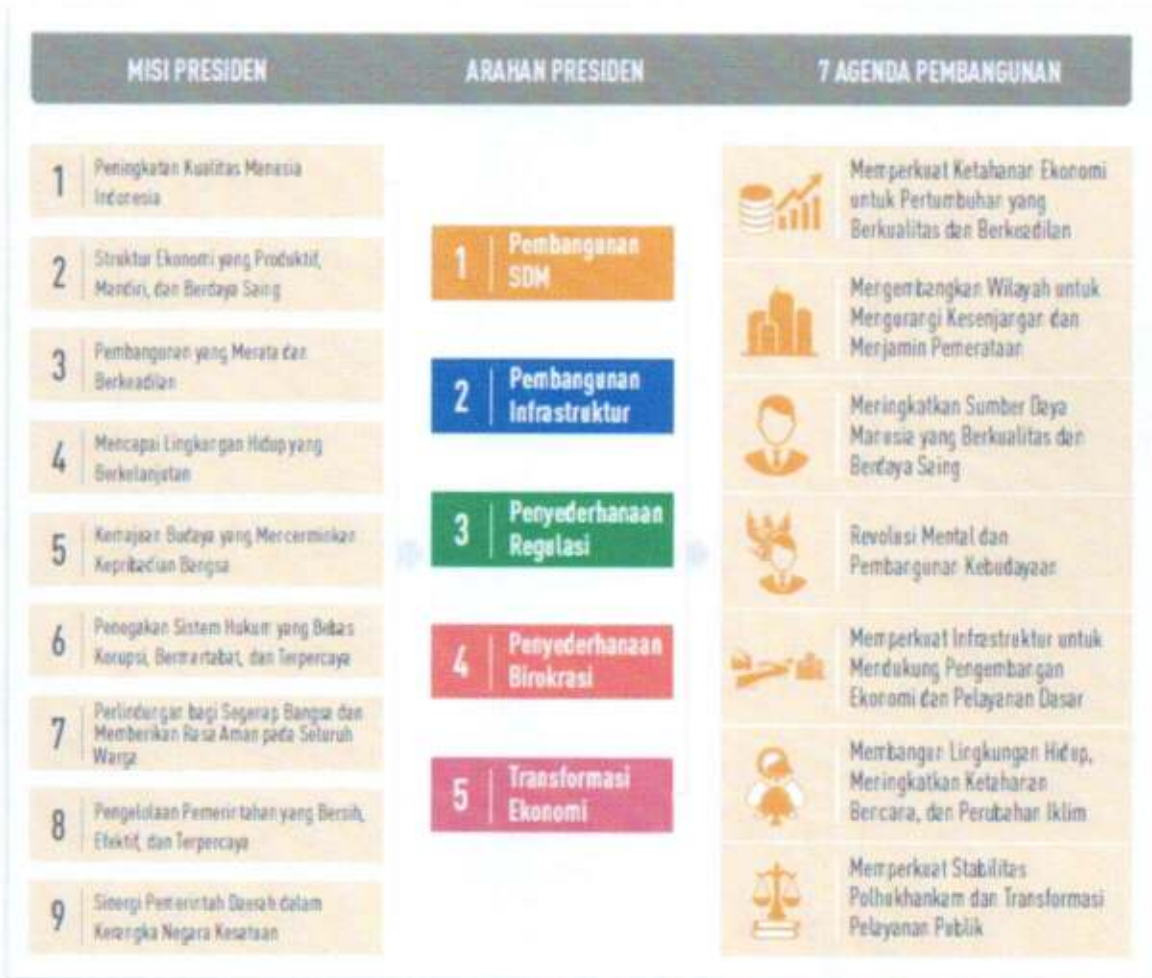 MISI PRESIDEN
ARAHAN PRESIDEN
7 AGENDA PEMBANGUNAN
1
Peningkatan Kualitas Manusia
Indonesia
2
Struktur Ekonomi yang Produktif,
Mandiri, dan Berdaya Saing
3
Pembangunan yang Merata dan
Berkeadilan
4
Mencapai Lingkungan Hidup yang
Berkelanjutan
5
Kemajuan Budaya yang Mencerminkan
Kepribadian Bangsa
6
Penegakan Sistem Hukum yang Bebas
Korupsi, Bermartabat, dan Terpercaya
7
Perlindungan bagi Segenap Bangsa dan
Memberikan Rasa Aman pada Seluruh
Warga
8
Pengelolaan Pemerintahan yang Bersih,
Efektif, dan Terpercaya
9
Sinergi Pemerintah Daerah dalam
Kerangka Negara Kesatuan
1
Pembangunan
SDM
2
Pembangunan
Infrastruktur
3
Penyederhanaan
Regulasi
4
Penyederhanaan
Birokrasi
5
Transformasi
Ekonomi
Memperkuat Ketahanan Ekonomi
untuk Pertumbuhan yang
Berkualitas dan Berkeadilan
Mengembangkan Wilayah untuk
Mengurangi Kesenjangan dan
Menjamin Pemerataan
Meningkatkan Sumber Daya
Manusia yang Berkualitas dan
Berdaya Saing
Revolusi Mental dan
Pembangunan Kebudayaan
Memperkuat Infrastruktur untuk
Mendukung Pengembangan
Ekonomi dan Pelayanan Dasar
Membangun Lingkungan Hidup,
Meningkatkan Ketahanan
Bencana, dan Perubahan Iklim
Memperkuat Stabilitas
Polhukhankam dan Transformasi
Pelayanan Publik